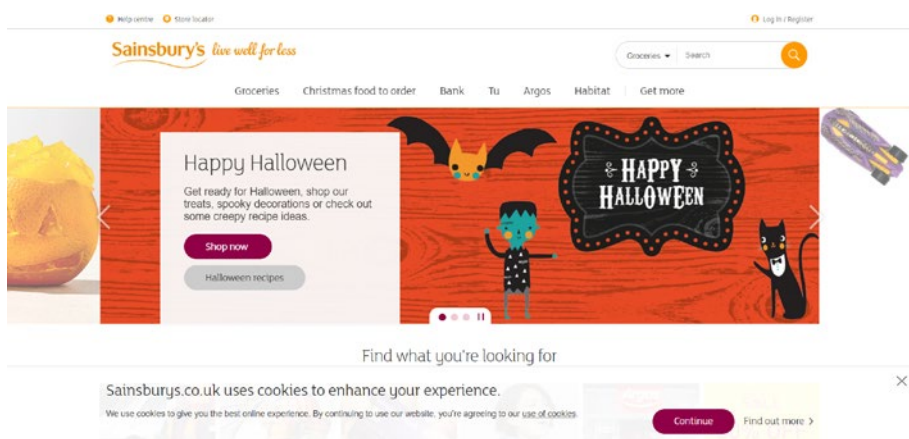 Help centre Store locator Log In / Register
Sainsbury's live well for less
Groceries Search
Groceries Christmas food to order Bank Tu Argos Habitat Get more
Happy Halloween
Get ready for Halloween, shop our
treats, spooky decorations or check out
some creepy recipe ideas.
Shop now
Halloween recipes
HAPPY
HALLOWEEN
Find what you're looking for
Sainsburys.co.uk uses cookies to enhance your experience.
We use cookies to give you the best online experience. By continuing to use our website, you're agreeing to our use of cookies.
Continue Find out more